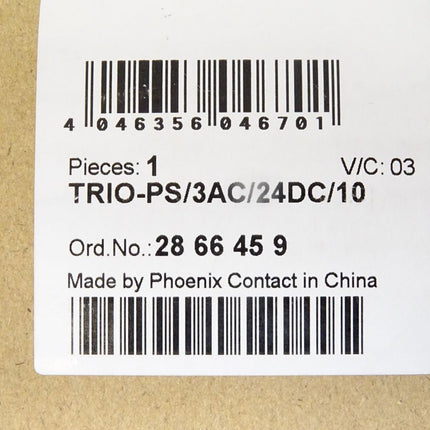 4 046356 046701
Pieces: 1 V/C: 03
TRIO-PS/3AC/24DC/10
Ord.No.: 28 66 45 9
Made by Phoenix Contact in China